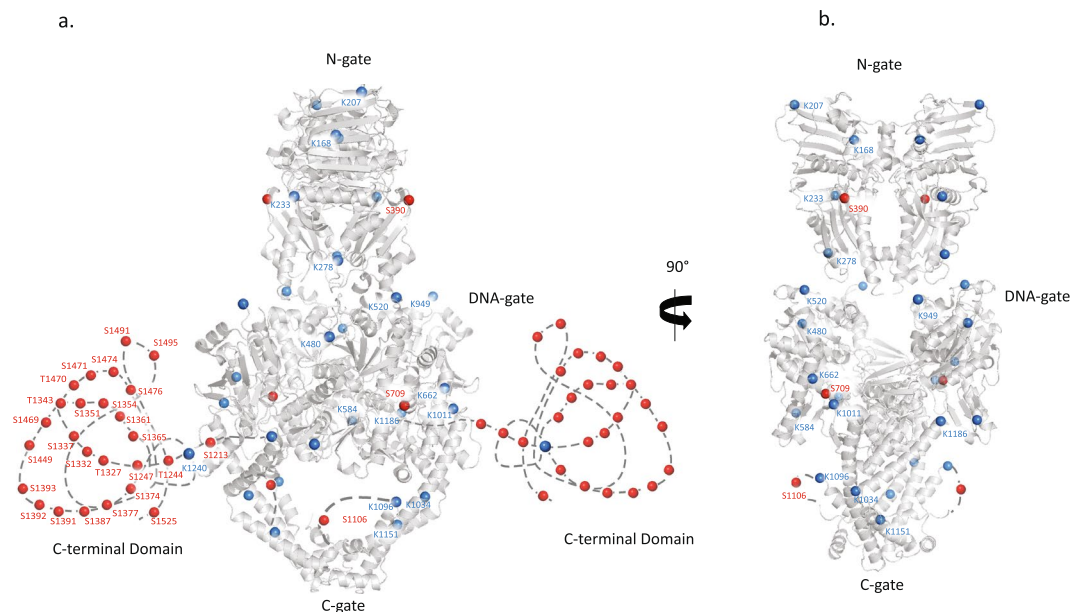 a.
N-gate
K207
K168
K233
S390
K278
K520
K949
DNA-gate
K480
S709
K662
K584
K1186
K1011
S1491
S1495
S1471
S1474
T1470
S1476
T1343
S1351
S1354
S1469
S1361
S1337
S1365
S1449
S1332
T1327
S1247
T1244
K1240
S1213
S1393
S1374
S1392
S1391
S1387
S1377
S1525
C-terminal Domain
K1096
K1034
S1106
K1151
C-gate
C-terminal Domain
90°
b.
N-gate
K207
K168
K233
S390
K278
K520
K949
DNA-gate
K480
K662
S709
K1011
K584
K1186
K1096
S1106
K1034
K1151
C-gate